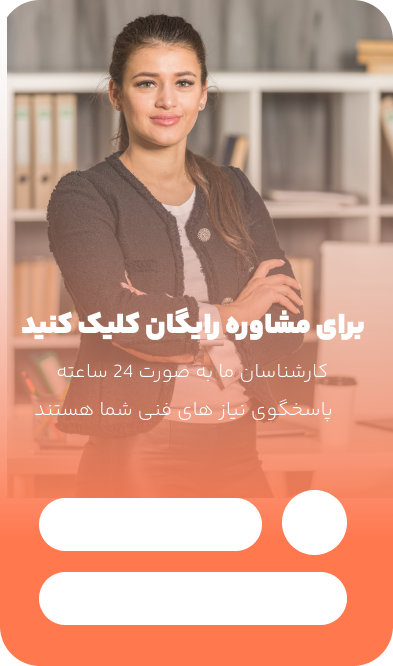 برای مشاوره رایگان کلیک کنید
کارشناسان ما به صورت 24 ساعته
پاسخگوی نیاز های فنی شما هستند